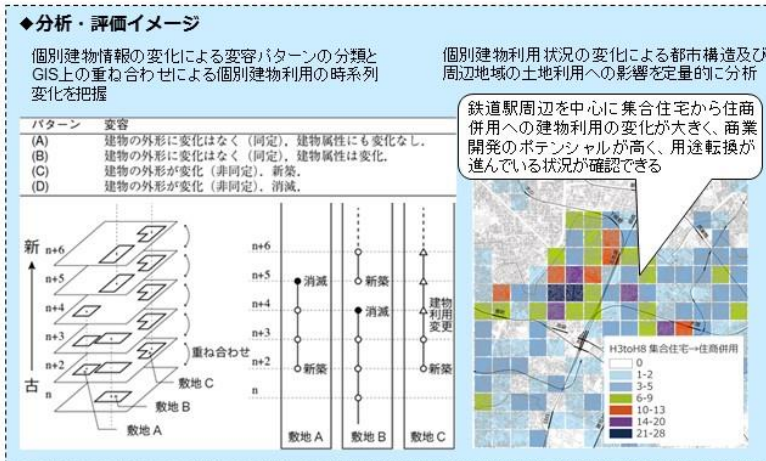 ◆分析・評価イメージ
個別建物情報の変化による変容パターンの分類と
GIS上の重ね合わせによる個別建物利用の時系列
変化を把握
パターン 変容
(A) 建物の外形に変化はなく（同定），建物属性にも変化なし．
(B) 建物の外形に変化はなく（同定），建物属性は変化．
(C) 建物の外形が変化（非同定）．新築．
(D) 建物の外形が変化（非同定）．消滅．
新
古
n+6
n+5
n+4
n+3
n+2
n
重ね合わせ
敷地 C
敷地 B
敷地 A
n+6
n+5
n+4
n+3
n+2
n
消滅
新築
新築
消滅
建物
利用
変更
敷地 A
敷地 B
敷地 C
個別建物利用状況の変化による都市構造及び
周辺地域の土地利用への影響を定量的に分析
鉄道駅周辺を中心に集合住宅から住商
併用への建物利用の変化が大きく、商業
開発のポテンシャルが高く、用途転換が
進んでいる状況が確認できる
H3toH8 集合住宅→住商併用
0
1-2
3-5
6-9
10-13
14-20
21-28